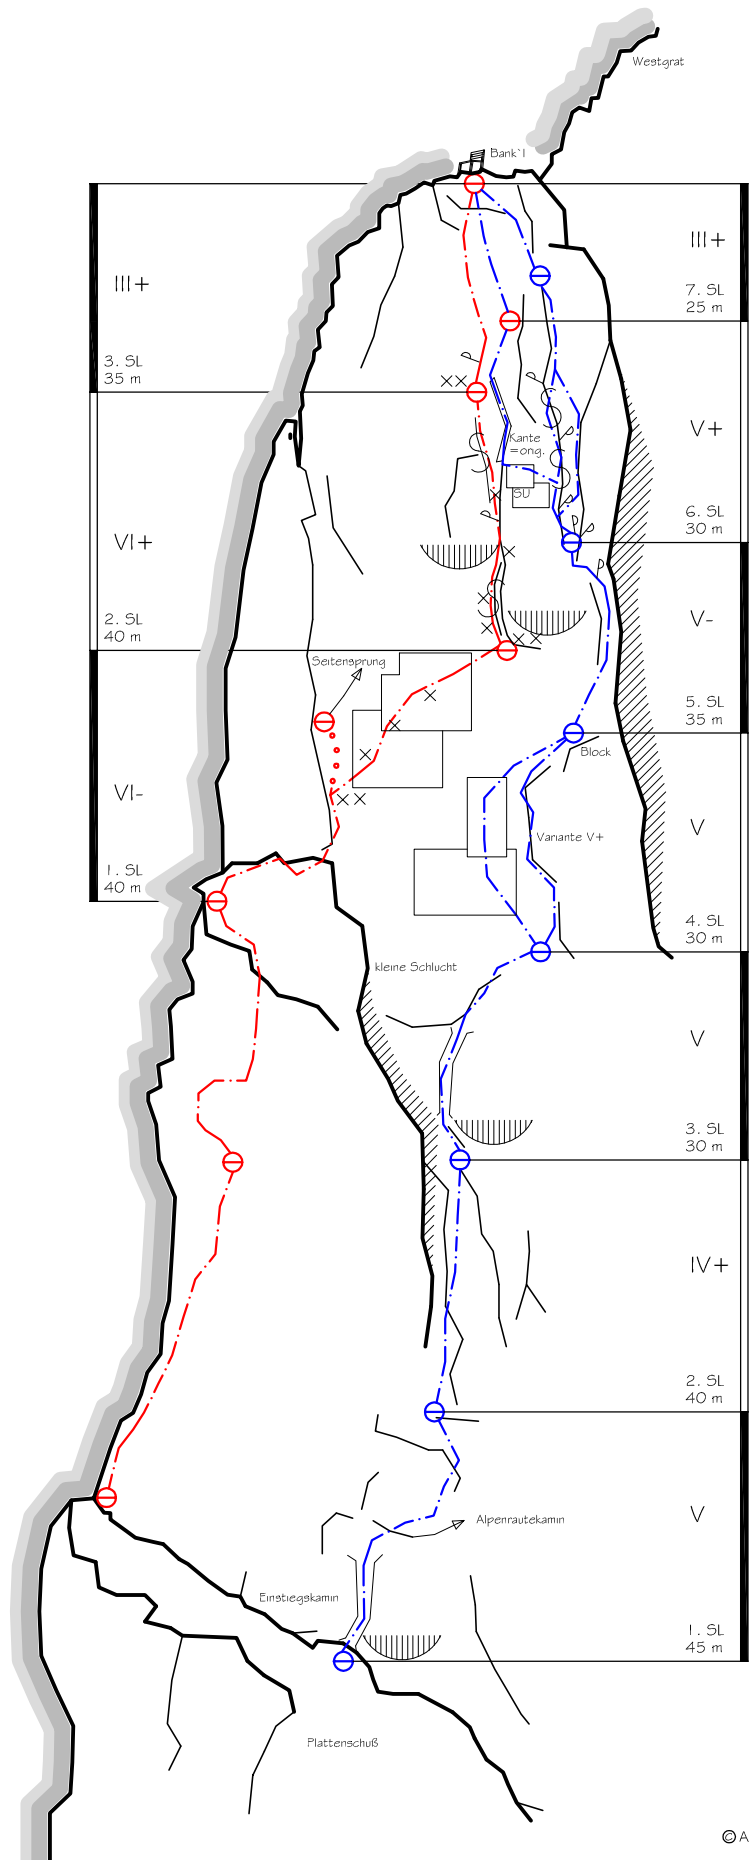 Westgrat
Bank`l
III+
7. SL
25 m
III+
3. SL
35 m
V+
Kante
=ong.
SU
6. SL
30 m
VI+
2. SL
40 m
V-
Seitensprung
5. SL
35 m
Block
VI-
V
Variante V+
1. SL
40 m
4. SL
30 m
kleine Schlucht
V
3. SL
30 m
IV+
2. SL
40 m
V
Alpenrautekamin
Einstiegskamin
1. SL
45 m
Plattenschuß
© A